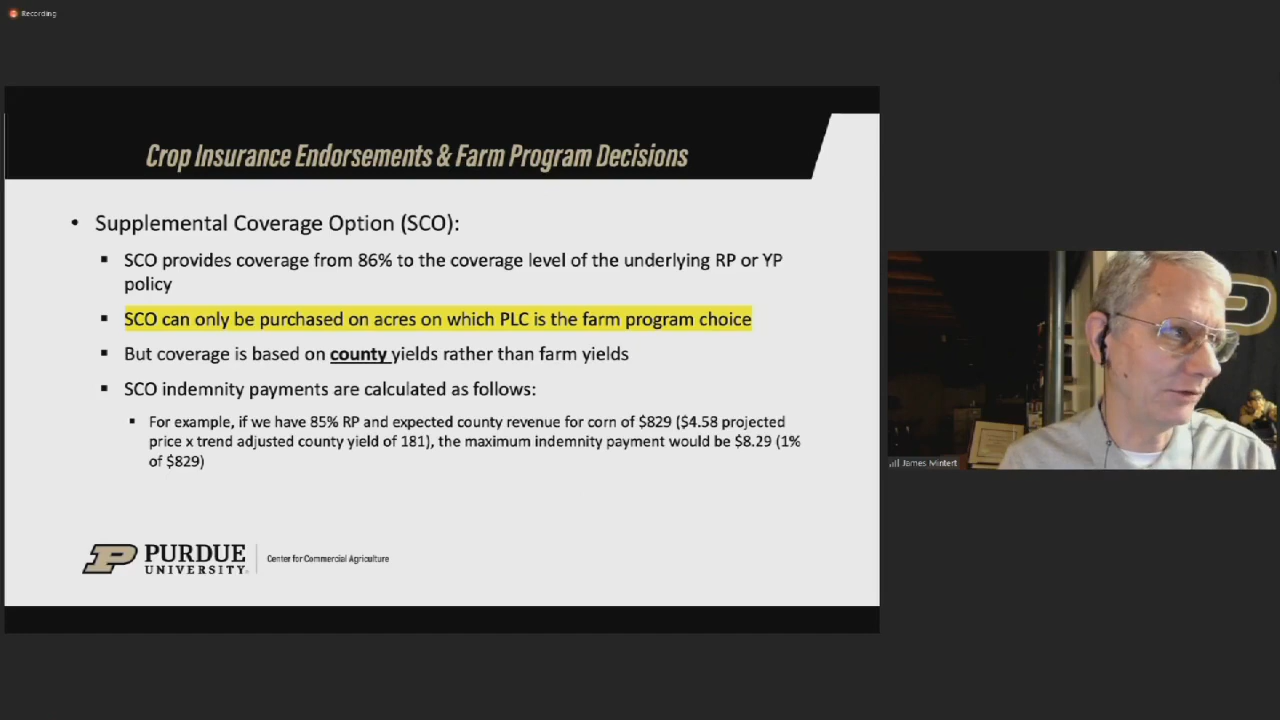 Recording
Crop Insurance Endorsements & Farm Program Decisions
• Supplemental Coverage Option (SCO):
▪ SCO provides coverage from 86% to the coverage level of the underlying RP or YP
policy
▪ SCO can only be purchased on acres on which PLC is the farm program choice
▪ But coverage is based on county yields rather than farm yields
▪ SCO indemnity payments are calculated as follows:
▪ For example, if we have 85% RP and expected county revenue for corn of $829 ($4.58 projected
price x trend adjusted county yield of 181), the maximum indemnity payment would be $8.29 (1%
of $829)
P PURDUE
UNIVERSITY.
Center for Commercial Agriculture
P
James Mintert